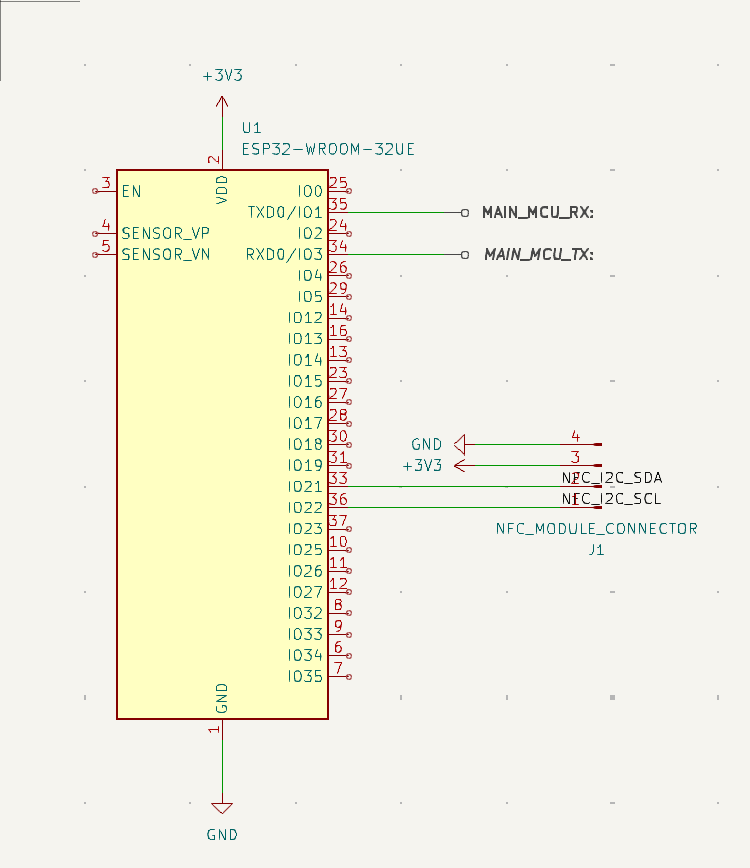 +3V3
U1
ESP32-WROOM-32UE
2
VDD
3 EN
IO0 25
TXD0/IO1 35 MAIN_MCU_RX:
4 SENSOR_VP
IO2 24
5 SENSOR_VN
RXD0/IO3 34 MAIN_MCU_TX:
IO4 26
IO5 29
IO12 14
IO13 16
IO14 13
IO15 23
IO16 27
IO17 28
IO18 30
GND 4
IO19 31
+3V3 3
IO21 33
NFC_I2C_SDA
IO22 36
NFC_I2C_SCL
IO23 37
NFC_MODULE_CONNECTOR
IO25 10
J1
IO26 11
IO27 12
IO32 8
IO33 9
IO34 6
IO35 7
GND
1
GND